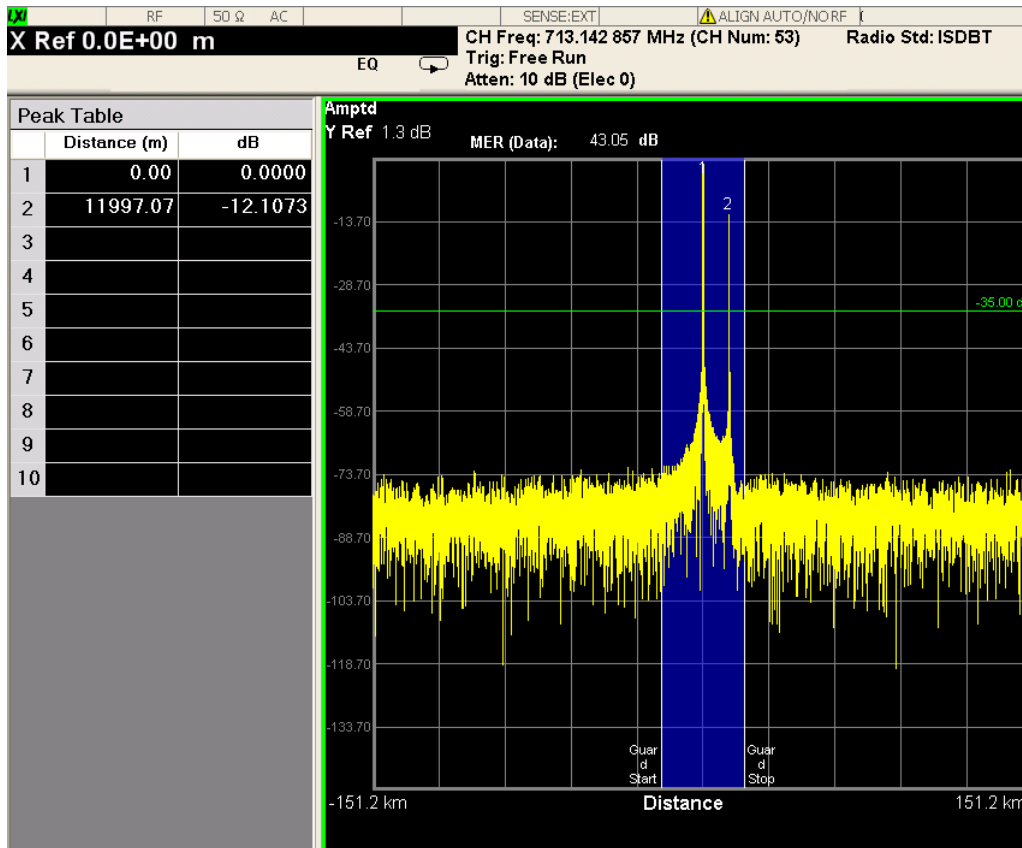 LXI RF 50 Ω AC SENSE:EXT ALIGN AUTO/NO RF
X Ref 0.0E+00 m
CH Freq: 713.142 857 MHz (CH Num: 53) Radio Std: ISDBT
EQ
Trig: Free Run
Atten: 10 dB (Elec 0)
Peak Table
Distance (m) dB
1 0.00 0.0000
2 11997.07 -12.1073
3
4
5
6
7
8
9
10
Amptd
Y Ref 1.3 dB
MER (Data): 43.05 dB
1
2
-13.70
-28.70
-35.00 d
-43.70
-58.70
-73.70
-88.70
-103.70
-118.70
-133.70
Guar
d
Start
Guar
d
Stop
-151.2 km Distance 151.2 km